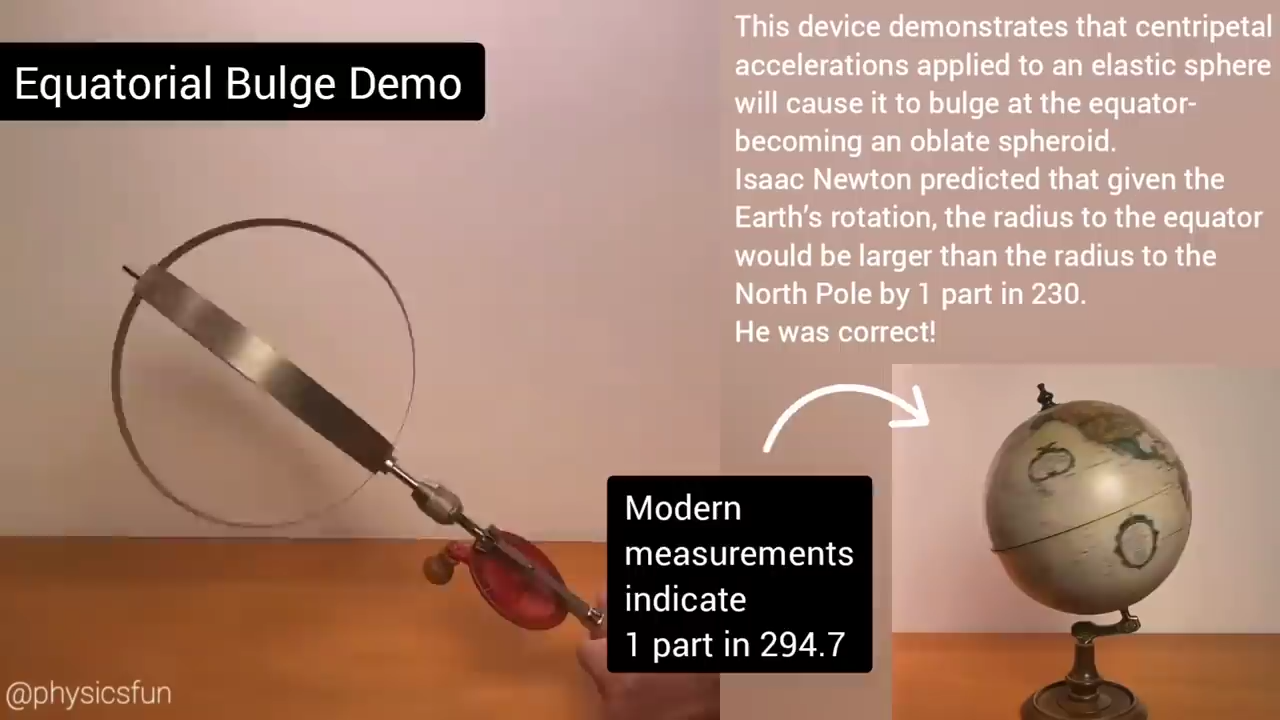 Equatorial Bulge Demo
This device demonstrates that centripetal
accelerations applied to an elastic sphere
will cause it to bulge at the equator-
becoming an oblate spheroid.
Isaac Newton predicted that given the
Earth’s rotation, the radius to the equator
would be larger than the radius to the
North Pole by 1 part in 230.
He was correct!
Modern
measurements
indicate
1 part in 294.7
@physicsfun